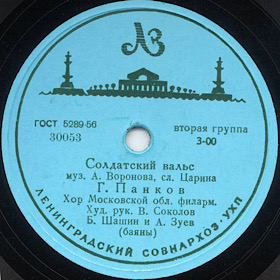 ЛЗ
ГОСТ 5289-56
30053
вторая группа
3-00
Солдатский вальс
муз. А. Воронова, сл. Царина
Г. Панков
Хор Московской обл. филарм.
Худ. рук. В. Соколов
Б. Шашин и А. Зуев
(баяны)
ЛЕНИНГРАДСКИЙ СОВНАРХОЗ·УХП